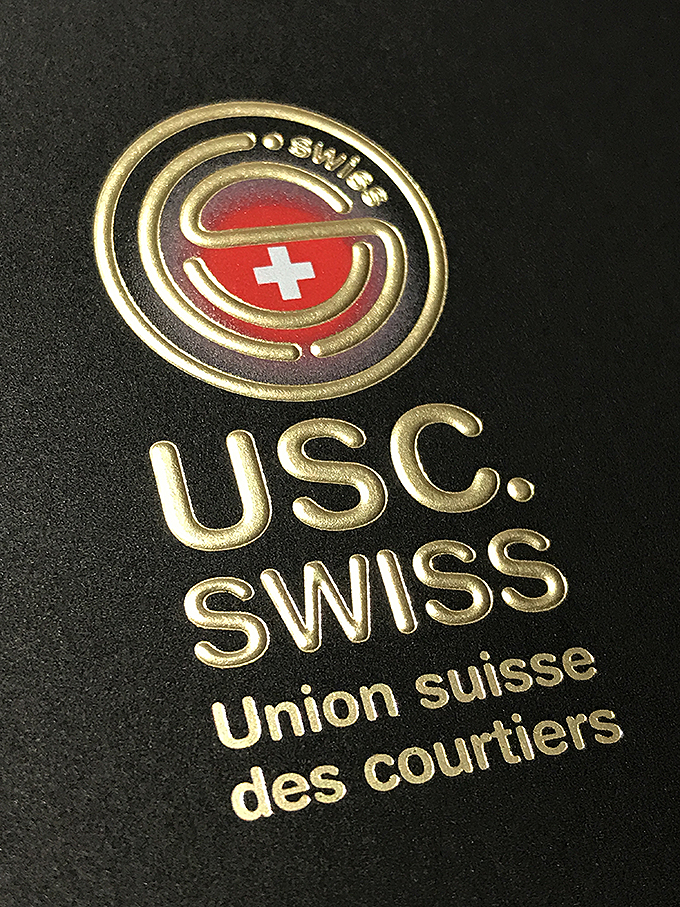 .swiss
USC.
SWISS
Union suisse
des courtiers